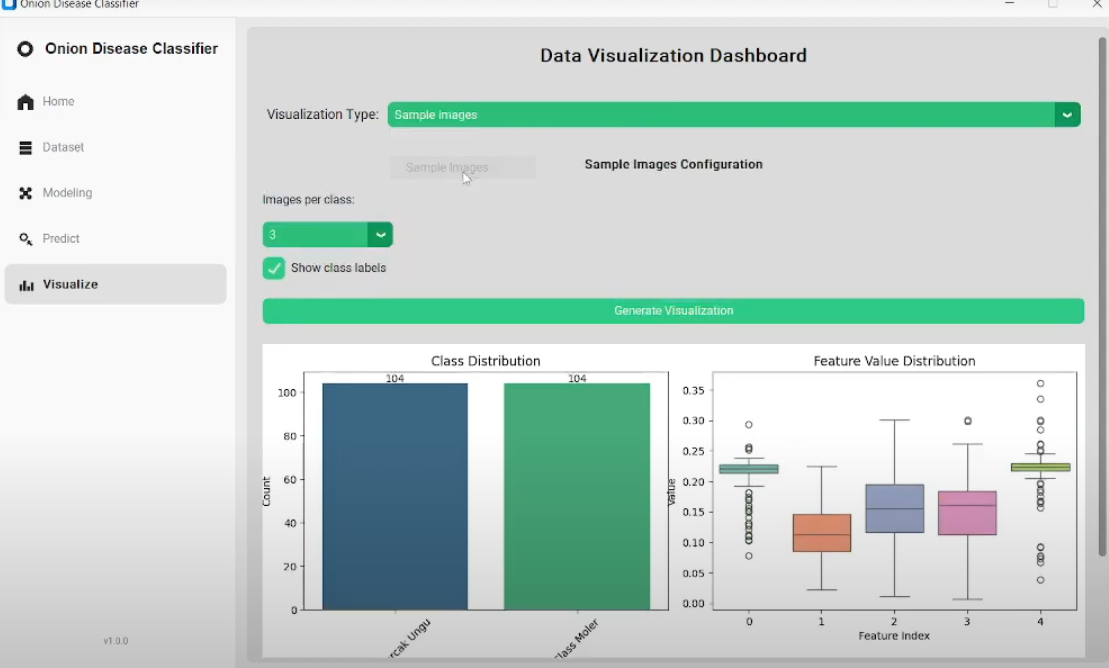 Onion Disease Classifier
Onion Disease Classifier
Home
Dataset
Modeling
Predict
Visualize
v1.0.0
Data Visualization Dashboard
Visualization Type:
Sample Images
Sample Images
Sample Images Configuration
Images per class:
3
Show class labels
Generate Visualization
Class Distribution
104
104
100
80
60
40
20
0
Count
rcak Ungu
lass Moler
Feature Value Distribution
0.35
0.30
0.25
0.20
0.15
0.10
0.05
0.00
Value
0 1 2 3 4
Feature Index